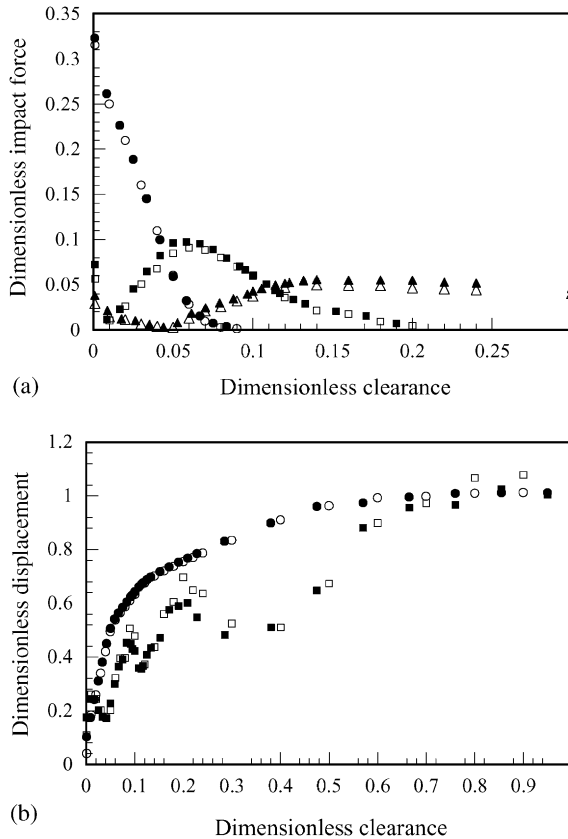 0.35
0.3
0.25
0.2
0.15
0.1
0.05
0
Dimensionless impact force
0 0.05 0.1 0.15 0.2 0.25
Dimensionless clearance
(a)
1.2
1
0.8
0.6
0.4
0.2
0
Dimensionless displacement
0 0.1 0.2 0.3 0.4 0.5 0.6 0.7 0.8 0.9
Dimensionless clearance
(b)